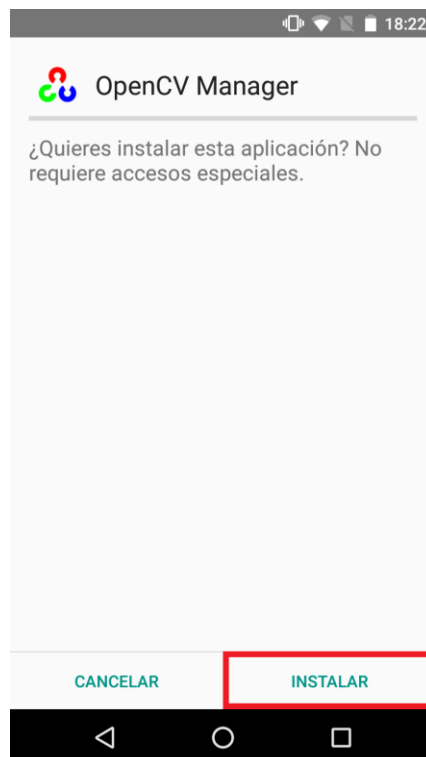 18:22
OpenCV Manager
¿Quieres instalar esta aplicación? No
requiere accesos especiales.
CANCELAR
INSTALAR